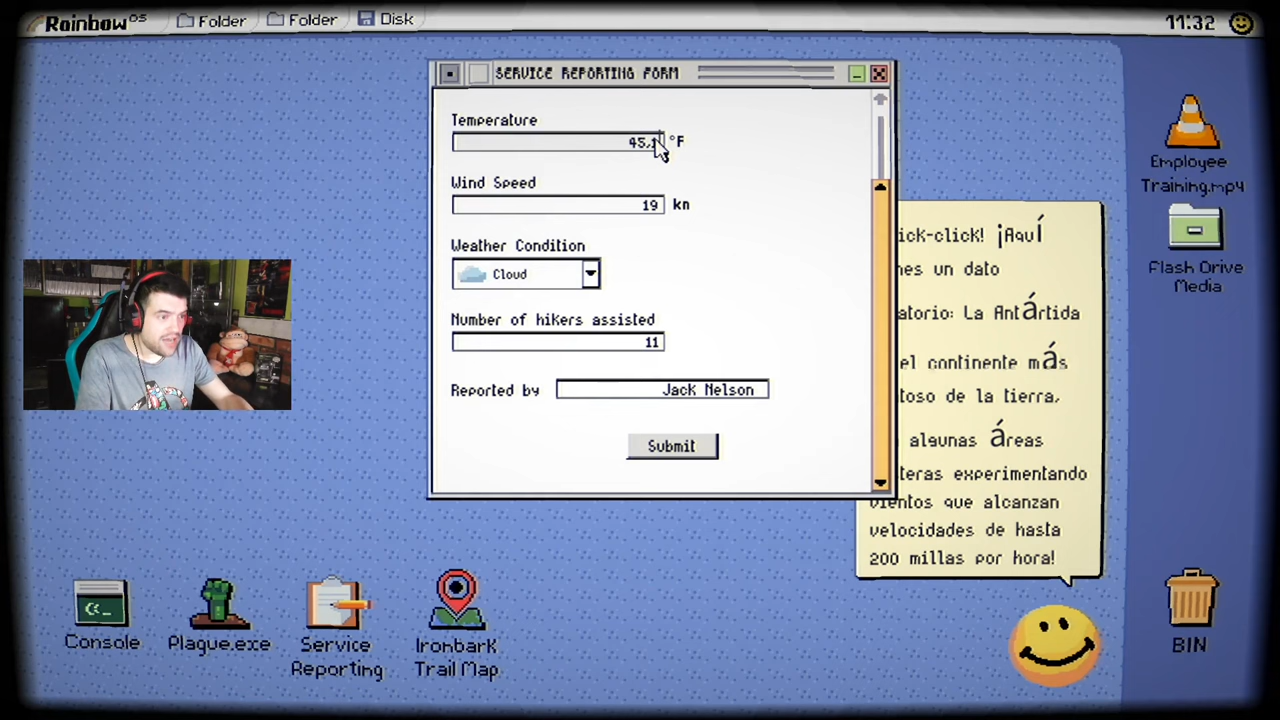 RainbowOS
Folder
Folder
Disk
11:32
SERVICE REPORTING FORM
Temperature
°F
Wind Speed
19 kn
Weather Condition
Cloud
Number of hikers assisted
11
Reported by
Jack Nelson
Submit
ick-click! ¡Aquí
nes un dato
atorio: La Antártida
el continente más
toso de la tierra,
algunas áreas
teras experimentando
vientos que alcanzan
velocidades de hasta
200 millas por hora!
Employee
Training.mp4
Flash Drive
Media
Console
Plague.exe
Service
Reporting
Ironbark
Trail Map
BIN